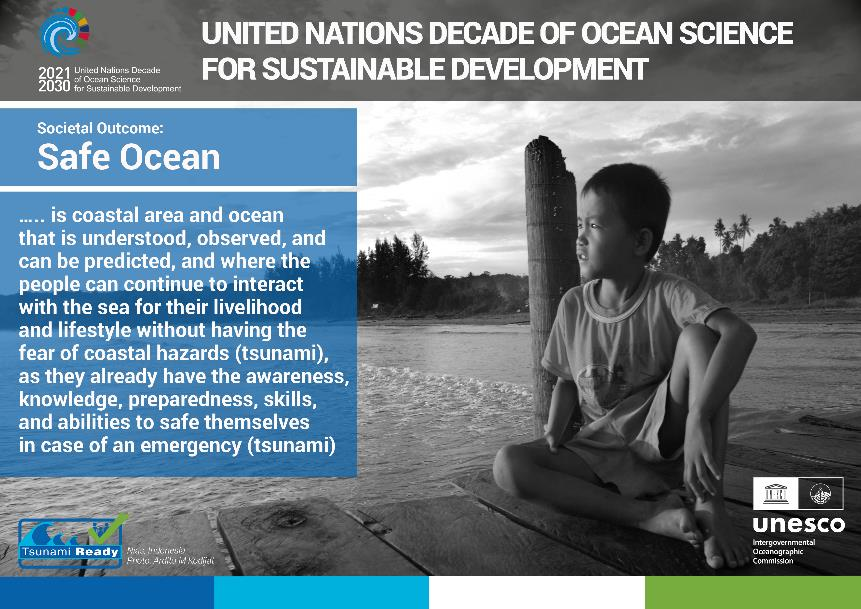 UNITED NATIONS DECADE OF OCEAN SCIENCE
FOR SUSTAINABLE DEVELOPMENT
2021
2030
United Nations Decade
of Ocean Science
for Sustainable Development
Societal Outcome:
Safe Ocean
..... is coastal area and ocean
that is understood, observed, and
can be predicted, and where the
people can continue to interact
with the sea for their livelihood
and lifestyle without having the
fear of coastal hazards (tsunami),
as they already have the awareness,
knowledge, preparedness, skills,
and abilities to safe themselves
in case of an emergency (tsunami)
Tsunami Ready
Nias, Indonesia
Photo: Ardito M Kodijat
unesco
Intergovernmental
Oceanographic
Commission